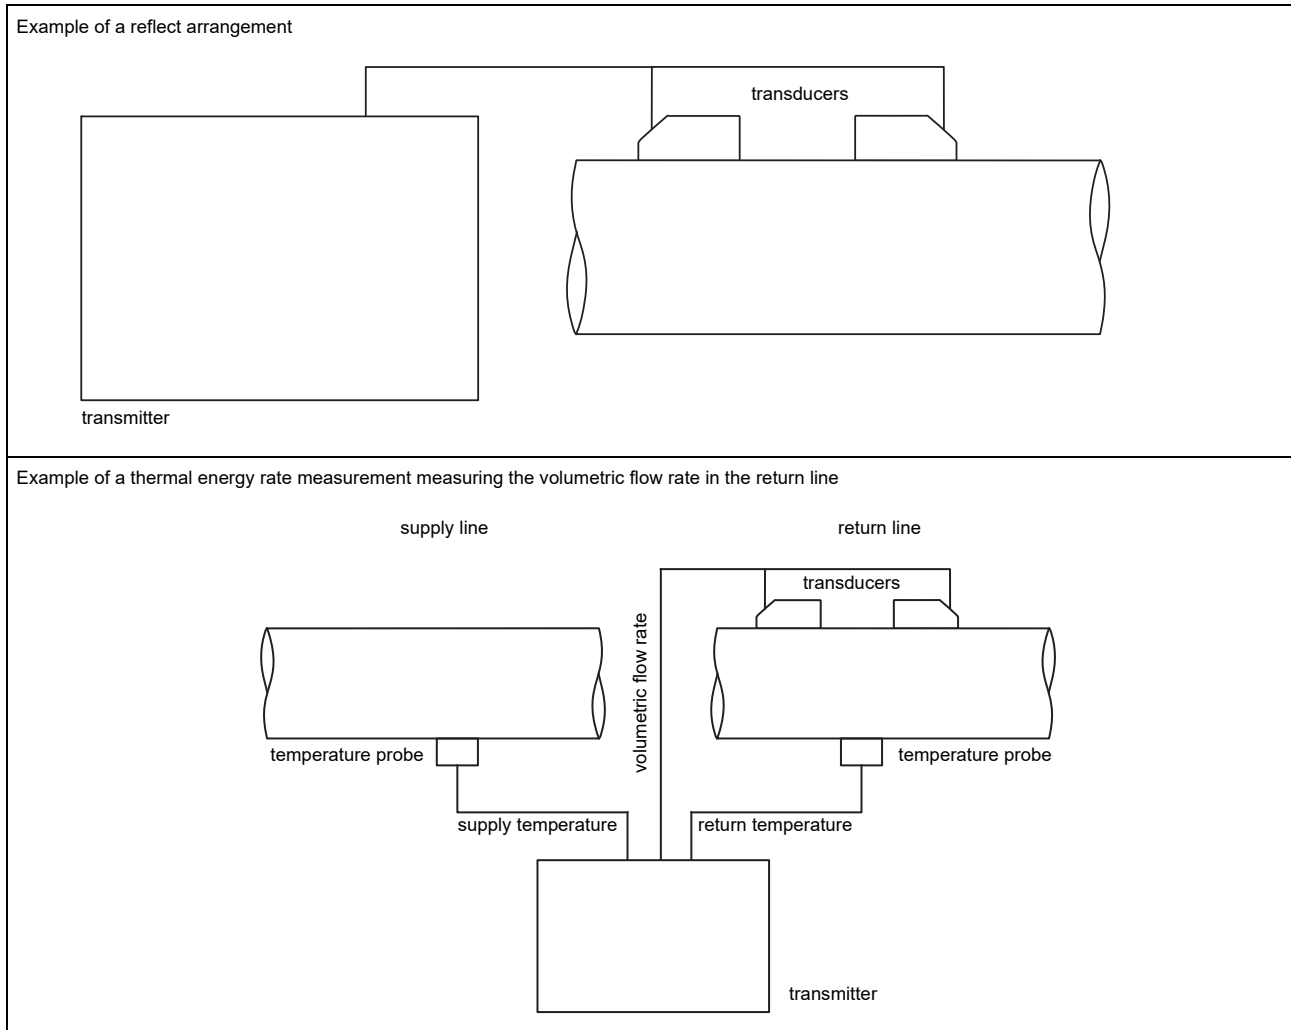 Example of a reflect arrangement
transducers
transmitter
Example of a thermal energy rate measurement measuring the volumetric flow rate in the return line
supply line
return line
transducers
volumetric flow rate
temperature probe
temperature probe
supply temperature
return temperature
transmitter